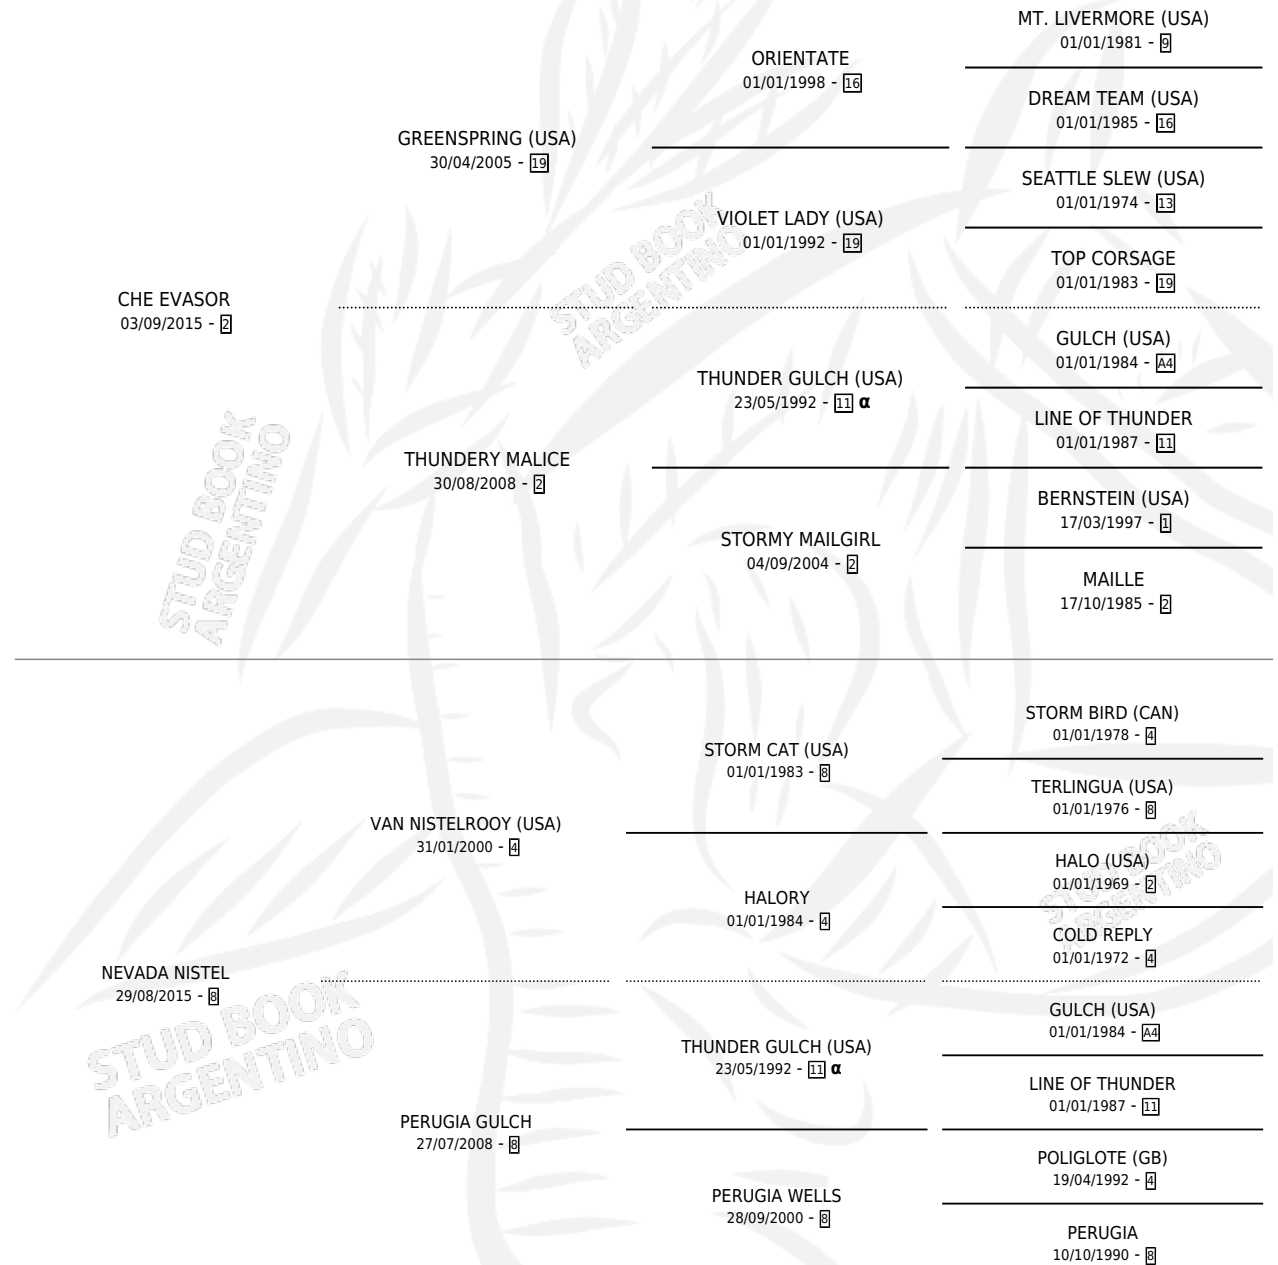 MT. LIVERMORE (USA)
01/01/1981 - 9
ORIENTATE
01/01/1998 - 16
DREAM TEAM (USA)
01/01/1985 - 16
GREENSPRING (USA)
30/04/2005 - 19
SEATTLE SLEW (USA)
01/01/1974 - 13
VIOLET LADY (USA)
01/01/1992 - 19
TOP CORSAGE
01/01/1983 - 19
STUD BOOK
ARGENTINO
CHE EVASOR
03/09/2015 - 2
GULCH (USA)
01/01/1984 - A4
THUNDER GULCH (USA)
23/05/1992 - 11 α
LINE OF THUNDER
01/01/1987 - 11
THUNDERY MALICE
30/08/2008 - 2
BERNSTEIN (USA)
17/03/1997 - 1
STORMY MAILGIRL
04/09/2004 - 2
MAILLE
17/10/1985 - 2
STUD BOOK
ARGENTINO
STORM BIRD (CAN)
01/01/1978 - 4
STORM CAT (USA)
01/01/1983 - 8
TERLINGUA (USA)
01/01/1976 - 8
VAN NISTELROOY (USA)
31/01/2000 - 4
HALO (USA)
01/01/1969 - 2
HALORY
01/01/1984 - 4
COLD REPLY
01/01/1972 - 4
STUD BOOK
ARGENTINO
NEVADA NISTEL
29/08/2015 - 8
GULCH (USA)
01/01/1984 - A4
THUNDER GULCH (USA)
23/05/1992 - 11 α
LINE OF THUNDER
01/01/1987 - 11
PERUGIA GULCH
27/07/2008 - 8
POLIGLOTE (GB)
19/04/1992 - 4
PERUGIA WELLS
28/09/2000 - 8
PERUGIA
10/10/1990 - 8
STUD BOOK
ARGENTINO